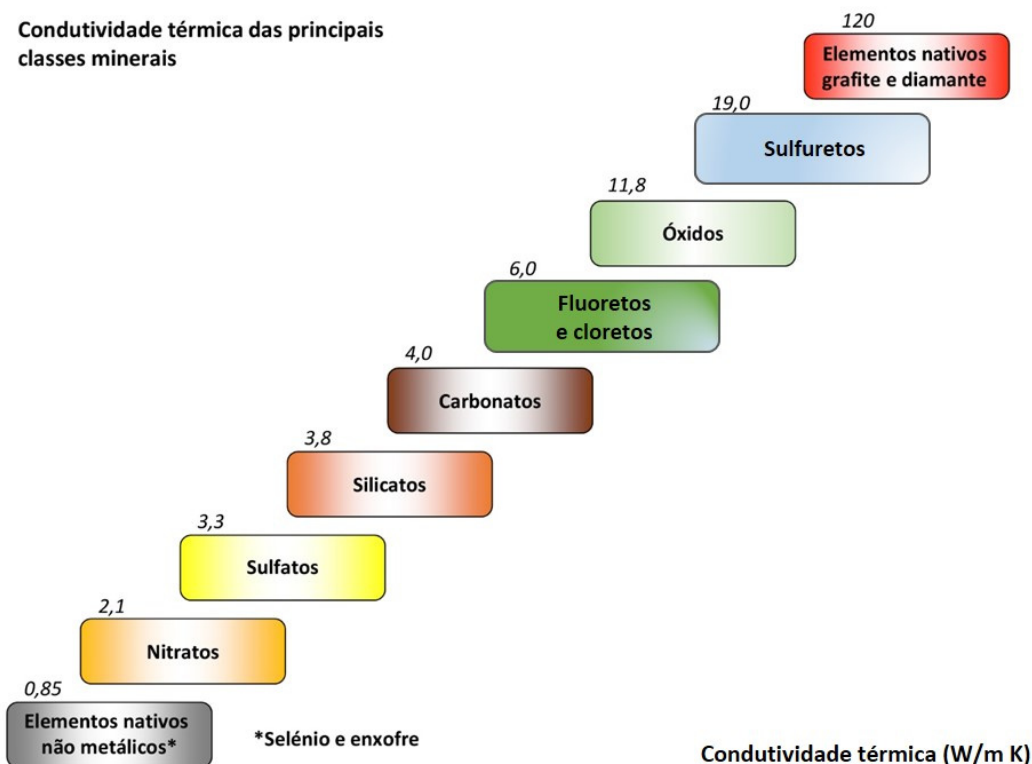 Condutividade térmica das principais
classes minerais
120
Elementos nativos
grafite e diamante
19,0
Sulfuretos
11,8
Óxidos
6,0
Fluoretos
e cloretos
4,0
Carbonatos
3,8
Silicatos
3,3
Sulfatos
2,1
Nitratos
0,85
Elementos nativos
não metálicos*
*Selénio e enxofre
Condutividade térmica (W/m K)